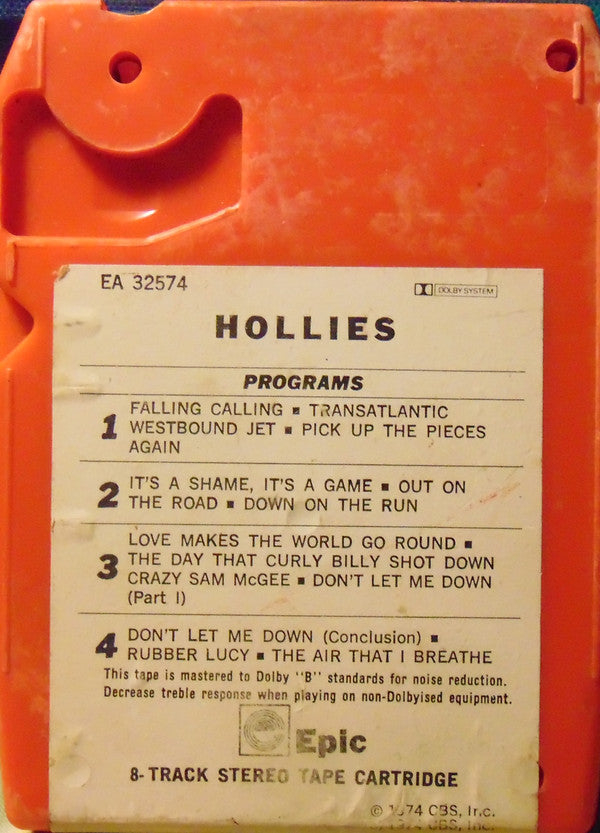 EA 32574
DOLBY SYSTEM
HOLLIES
PROGRAMS
1 FALLING CALLING ▪ TRANSATLANTIC
WESTBOUND JET ▪ PICK UP THE PIECES
AGAIN
2 IT'S A SHAME, IT'S A GAME ▪ OUT ON
THE ROAD ▪ DOWN ON THE RUN
3 LOVE MAKES THE WORLD GO ROUND ▪
THE DAY THAT CURLY BILLY SHOT DOWN
CRAZY SAM McGEE ▪ DON'T LET ME DOWN
(Part I)
4 DON'T LET ME DOWN (Conclusion) ▪
RUBBER LUCY ▪ THE AIR THAT I BREATHE
This tape is mastered to Dolby "B" standards for noise reduction.
Decrease treble response when playing on non-Dolbyised equipment.
Epic
8-TRACK STEREO TAPE CARTRIDGE
© 1974 CBS, Inc.
1974 CBS, Inc.